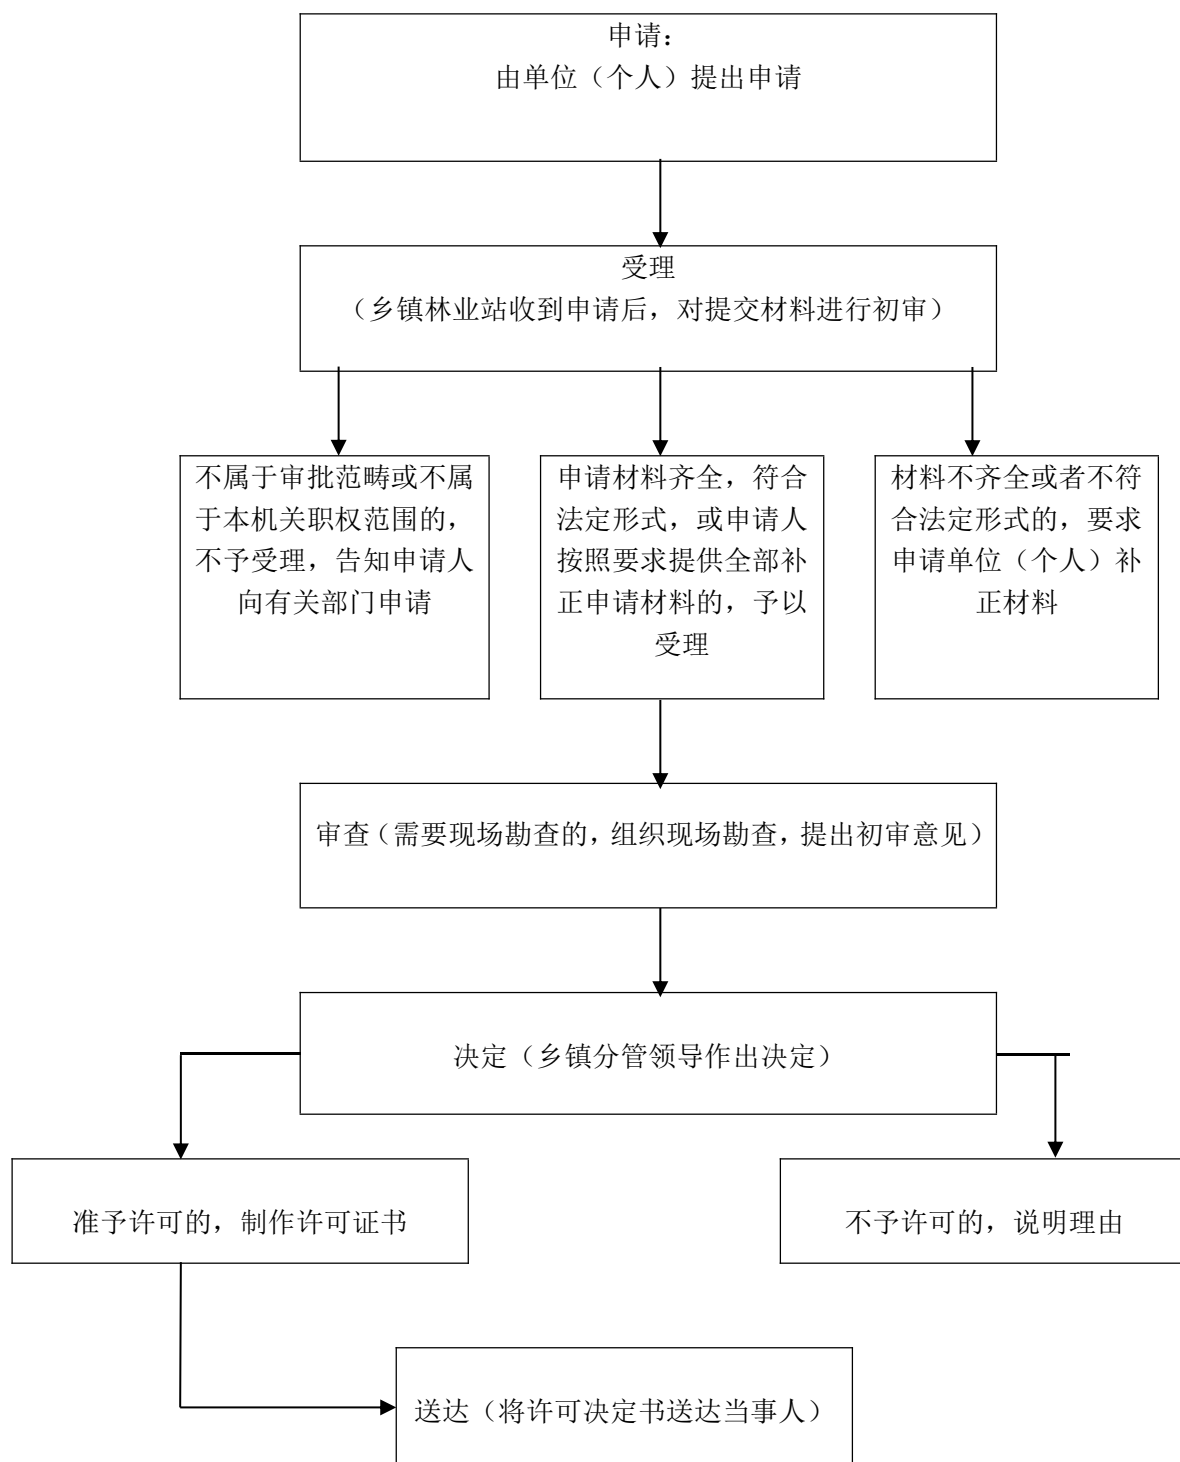 申请：
由单位（个人）提出申请
受理
（乡镇林业站收到申请后，对提交材料进行初审）
不属于审批范畴或不属
于本机关职权范围的，
不予受理，告知申请人
向有关部门申请
申请材料齐全，符合
法定形式，或申请人
按照要求提供全部补
正申请材料的，予以
受理
材料不齐全或者不符
合法定形式的，要求
申请单位（个人）补
正材料
审查（需要现场勘查的，组织现场勘查，提出初审意见）
决定（乡镇分管领导作出决定）
准予许可的，制作许可证书
不予许可的，说明理由
送达（将许可决定书送达当事人）